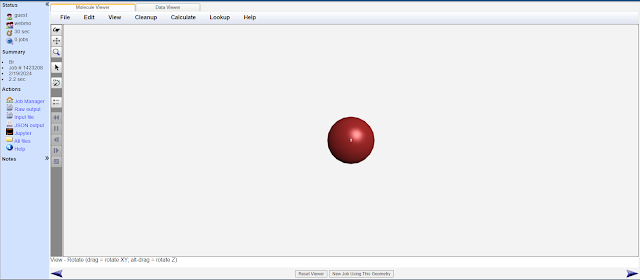 Status
guest
webmo
30 sec
0 jobs
Summary
Br
Job # 1423208
2/19/2024
2.2 sec
Actions
Job Manager
Raw output
Input file
JSON output
Jupyter
All files
Help
Notes
Molecule Viewer Data Viewer
File Edit View Cleanup Calculate Lookup Help
View - Rotate (drag = rotate XY; alt-drag = rotate Z)
Reset Viewer New Job Using This Geometry